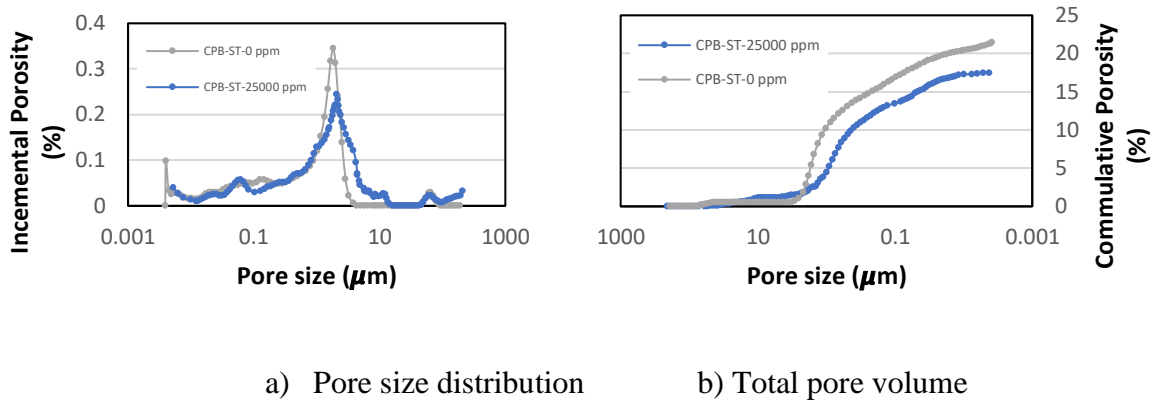 0.4
0.3
0.2
0.1
0
Incemental Porosity
(%)
CPB-ST-0 ppm
CPB-ST-25000 ppm
0.001
0.1
10
1000
Pore size (μm)
25
20
15
10
5
0
Commulative Porosity
(%)
CPB-ST-25000 ppm
CPB-ST-0 ppm
1000
10
0.1
0.001
Pore size (μm)
a) Pore size distribution
b) Total pore volume